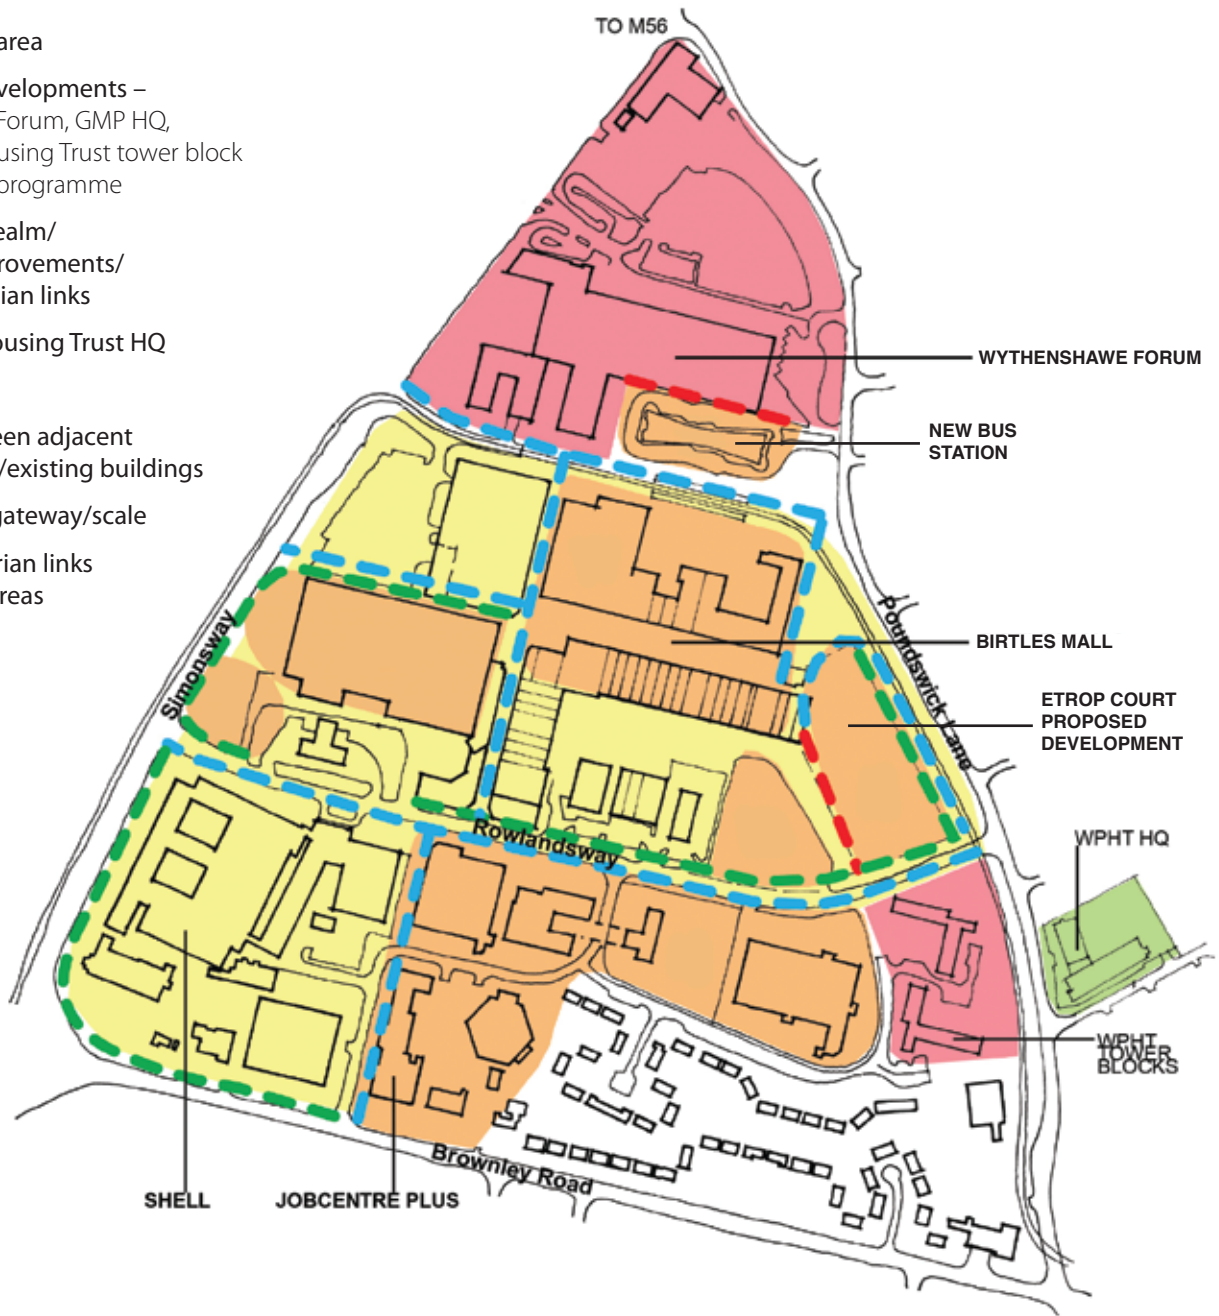 TO M56
area
velopments –
Forum, GMP HQ,
using Trust tower block
programme
ealm/
rovements/
ian links
ousing Trust HQ
een adjacent
/existing buildings
gateway/scale
rian links
reas
WYTHENSHAWE FORUM
NEW BUS
STATION
Simonsway
Poundswick Lane
BIRTLES MALL
ETROP COURT
PROPOSED
DEVELOPMENT
Rowlandsway
WPHT HQ
WPHT
TOWER
BLOCKS
Brownley Road
SHELL
JOBCENTRE PLUS